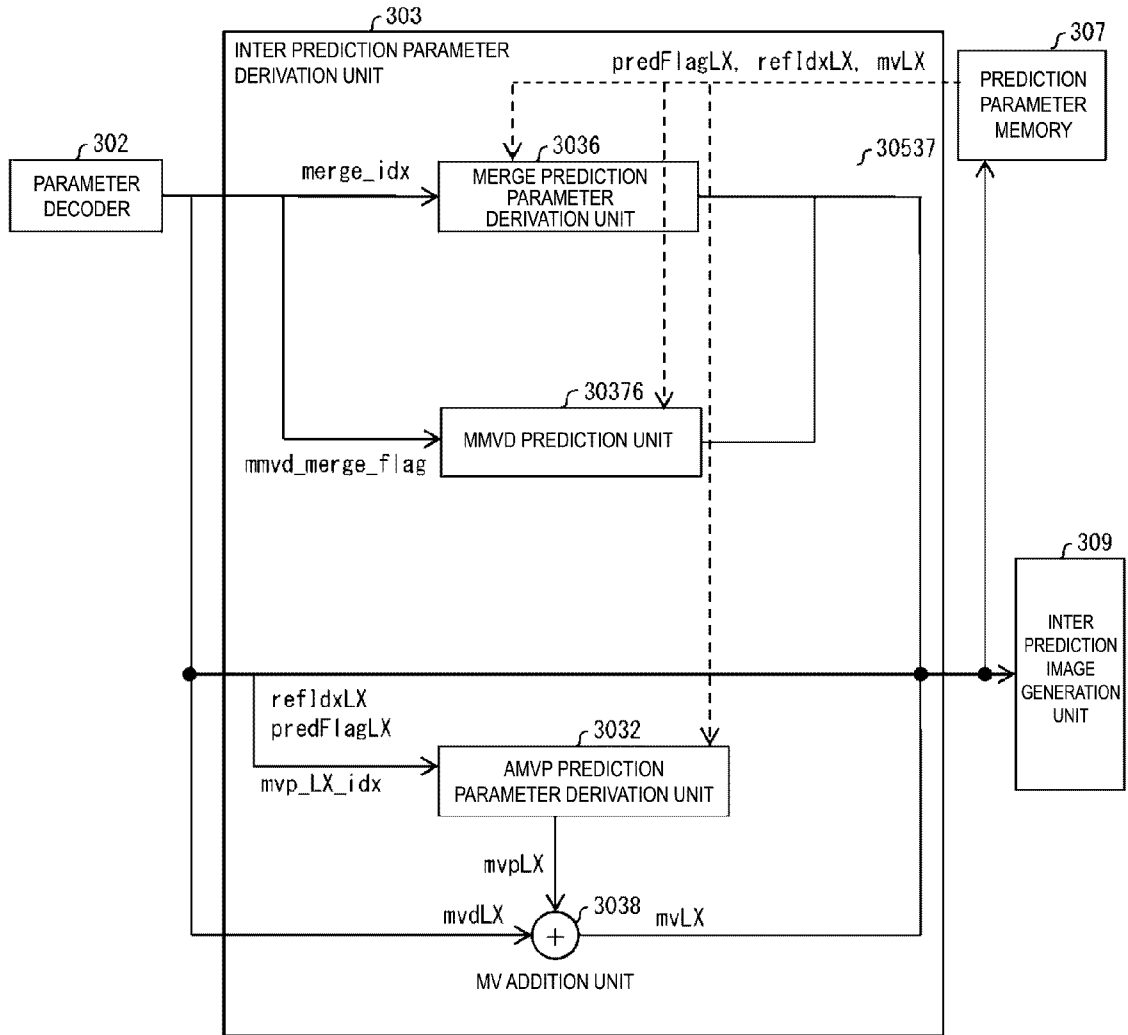 303
INTER PREDICTION PARAMETER
DERIVATION UNIT
307
predFlagLX, refIdxLX, mvLX
PREDICTION
PARAMETER
MEMORY
302
PARAMETER
DECODER
merge_idx
3036
MERGE PREDICTION
PARAMETER
DERIVATION UNIT
30537
30376
MMVD PREDICTION UNIT
mmvd_merge_flag
309
INTER
PREDICTION
IMAGE
GENERATION
UNIT
refIdxLX
predFlagLX
mvp_LX_idx
3032
AMVP PREDICTION
PARAMETER DERIVATION UNIT
mvpLX
3038
mvdLX
+
mvLX
MV ADDITION UNIT